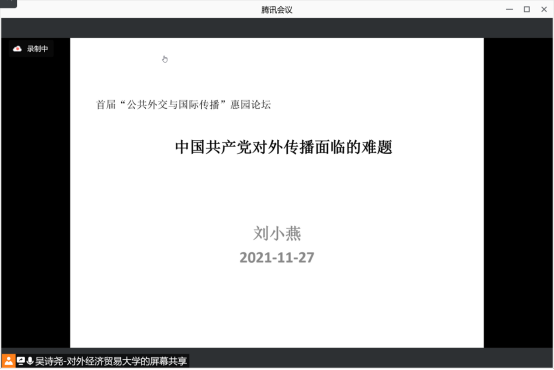 腾讯会议
录制中
首届“公共外交与国际传播”惠园论坛
中国共产党对外传播面临的难题
刘小燕
2021-11-27
吴诗尧-对外经济贸易大学的屏幕共享